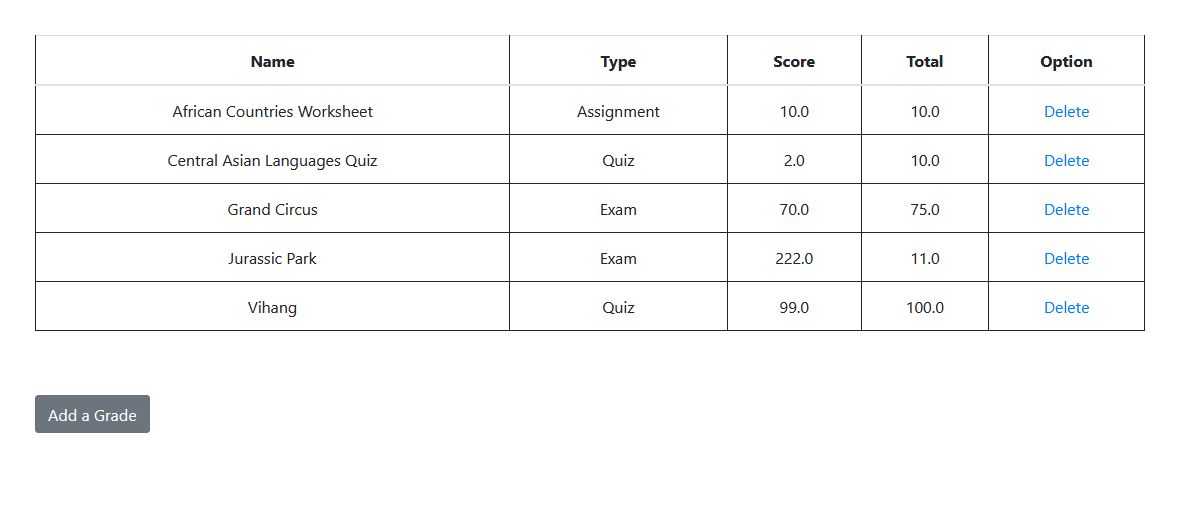 Name Type Score Total Option
African Countries Worksheet Assignment 10.0 10.0 Delete
Central Asian Languages Quiz Quiz 2.0 10.0 Delete
Grand Circus Exam 70.0 75.0 Delete
Jurassic Park Exam 222.0 11.0 Delete
Vihang Quiz 99.0 100.0 Delete
Add a Grade